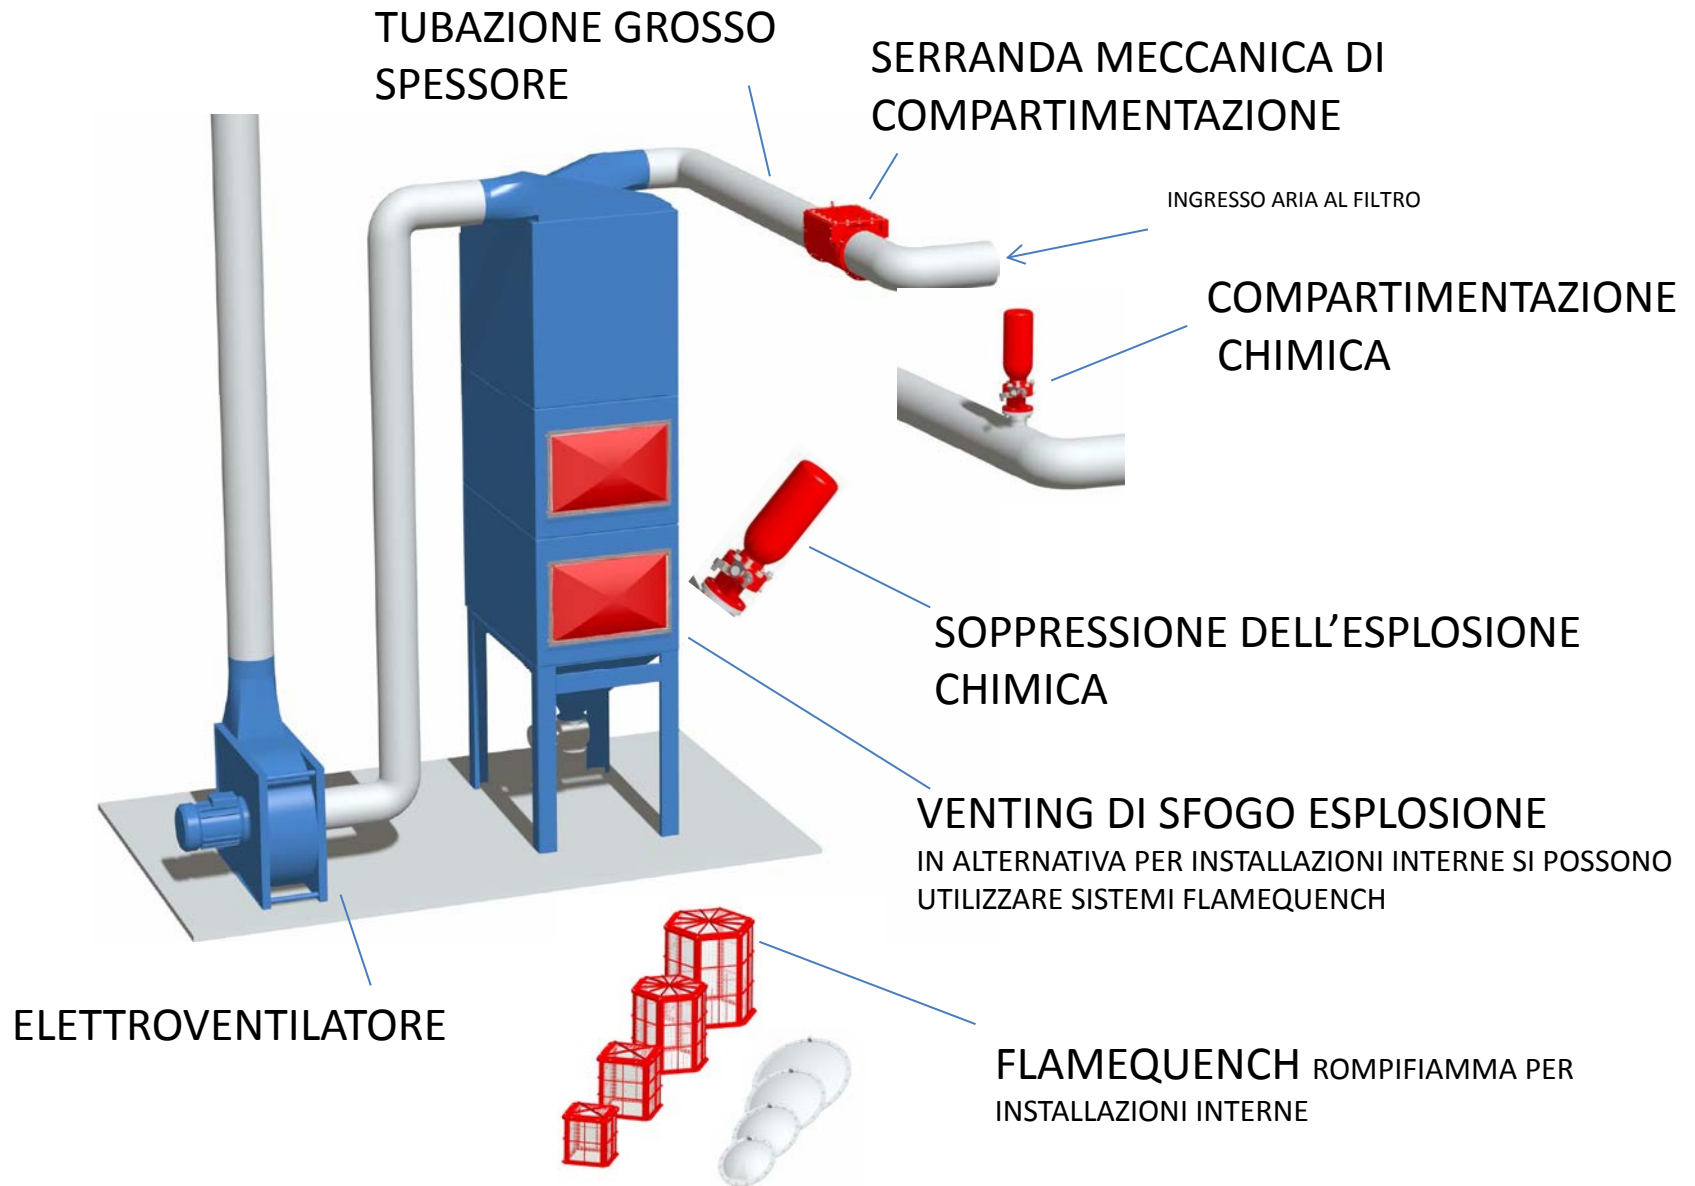 TUBAZIONE GROSSO
SPESSORE
SERRANDA MECCANICA DI
COMPARTIMENTAZIONE
INGRESSO ARIA AL FILTRO
COMPARTIMENTAZIONE
CHIMICA
SOPPRESSIONE DELL’ESPLOSIONE
CHIMICA
VENTING DI SFOGO ESPLOSIONE
IN ALTERNATIVA PER INSTALLAZIONI INTERNE SI POSSONO
UTILIZZARE SISTEMI FLAMEQUENCH
ELETTROVENTILATORE
FLAMEQUENCH ROMPIFIAMMA PER
INSTALLAZIONI INTERNE